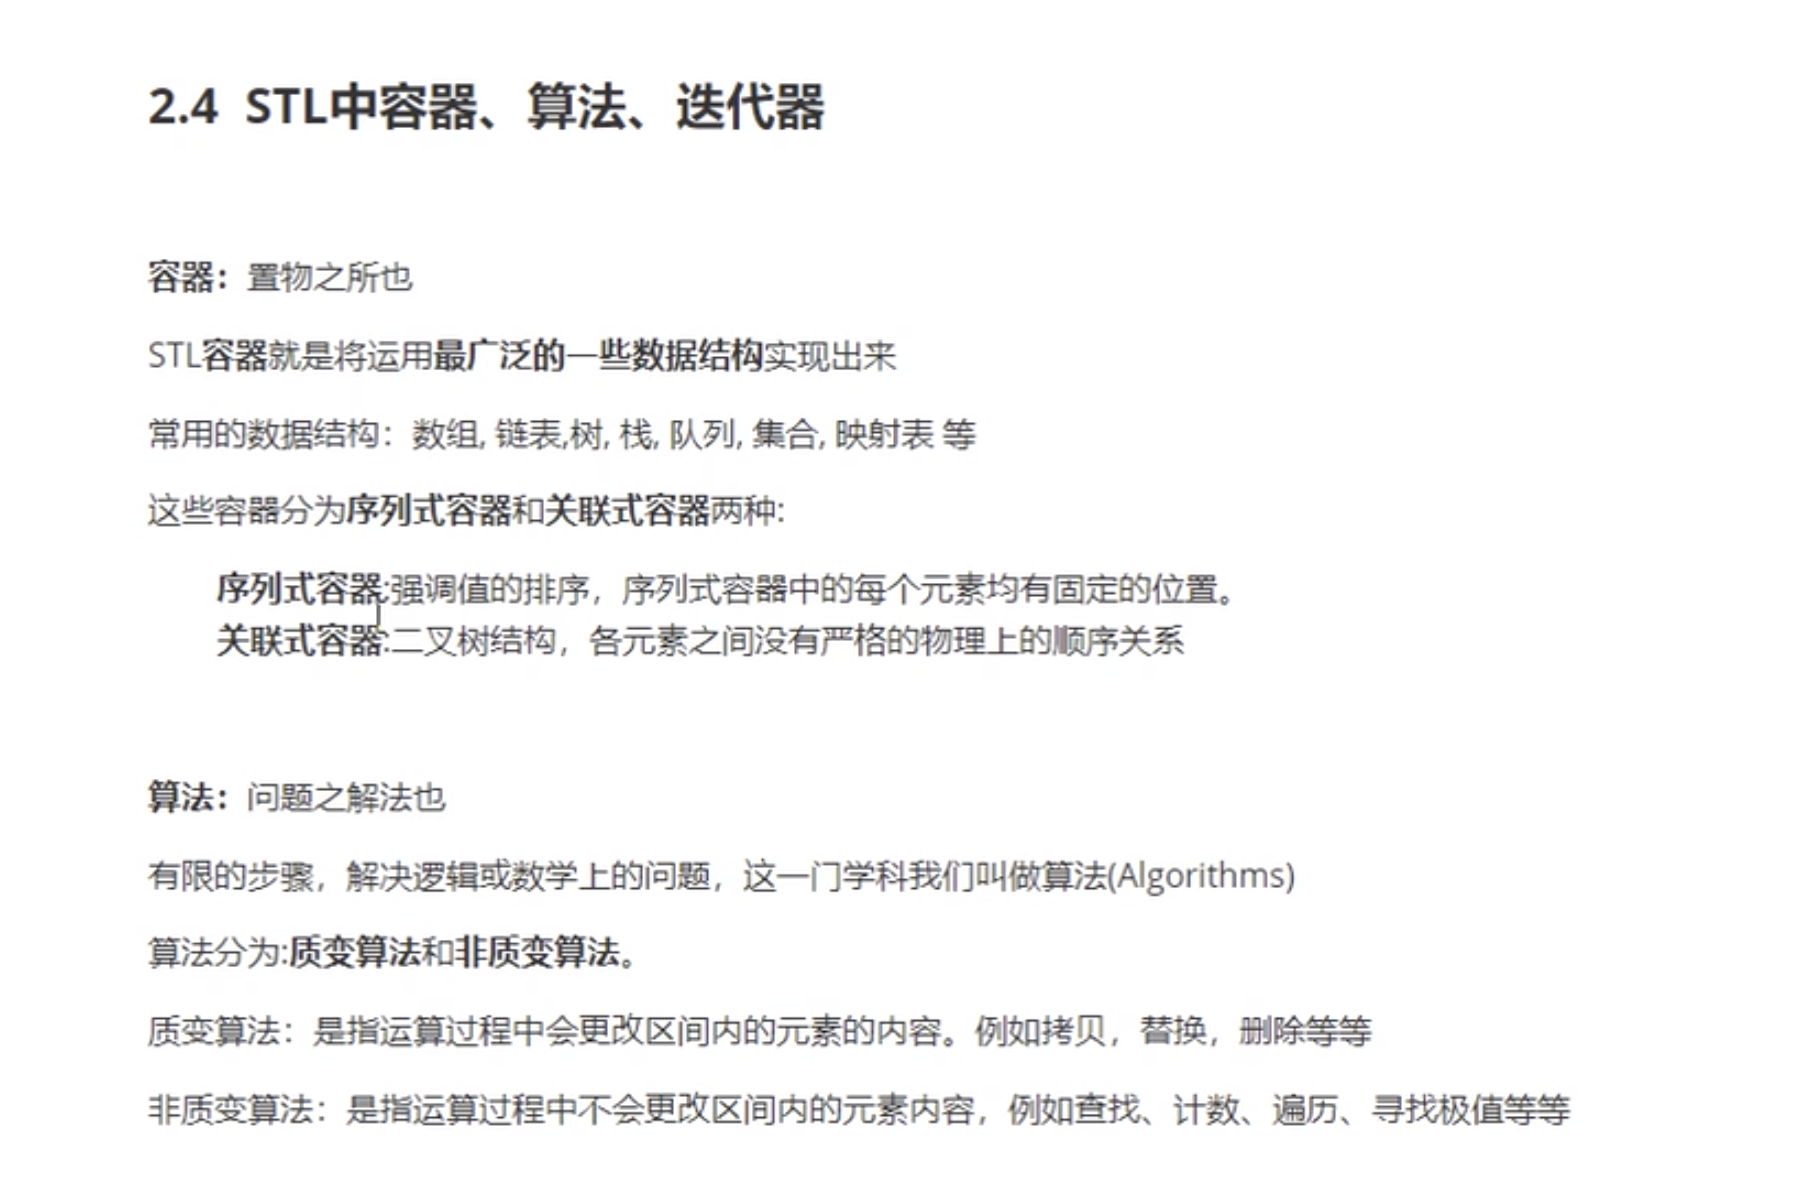 2.4 STL中容器、算法、迭代器
容器：置物之所也
STL容器就是将运用最广泛的一些数据结构实现出来
常用的数据结构：数组, 链表,树, 栈, 队列, 集合, 映射表 等
这些容器分为序列式容器和关联式容器两种:
序列式容器:强调值的排序，序列式容器中的每个元素均有固定的位置。
关联式容器:二叉树结构，各元素之间没有严格的物理上的顺序关系
算法：问题之解法也
有限的步骤，解决逻辑或数学上的问题，这一门学科我们叫做算法(Algorithms)
算法分为:质变算法和非质变算法。
质变算法：是指运算过程中会更改区间内的元素的内容。例如拷贝，替换，删除等等
非质变算法：是指运算过程中不会更改区间内的元素内容，例如查找、计数、遍历、寻找极值等等